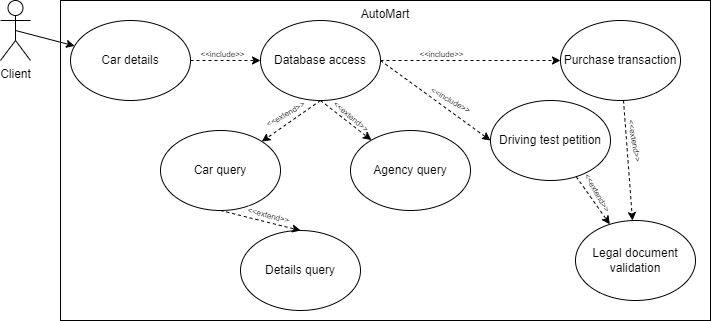 AutoMart
Client
Car details
<<include>>
Database access
<<include>>
Purchase transaction
<<include>>
<<extend>>
<<extend>>
<<extend>>
Driving test petition
Car query
Agency query
<<extend>>
<<extend>>
Details query
Legal document
validation